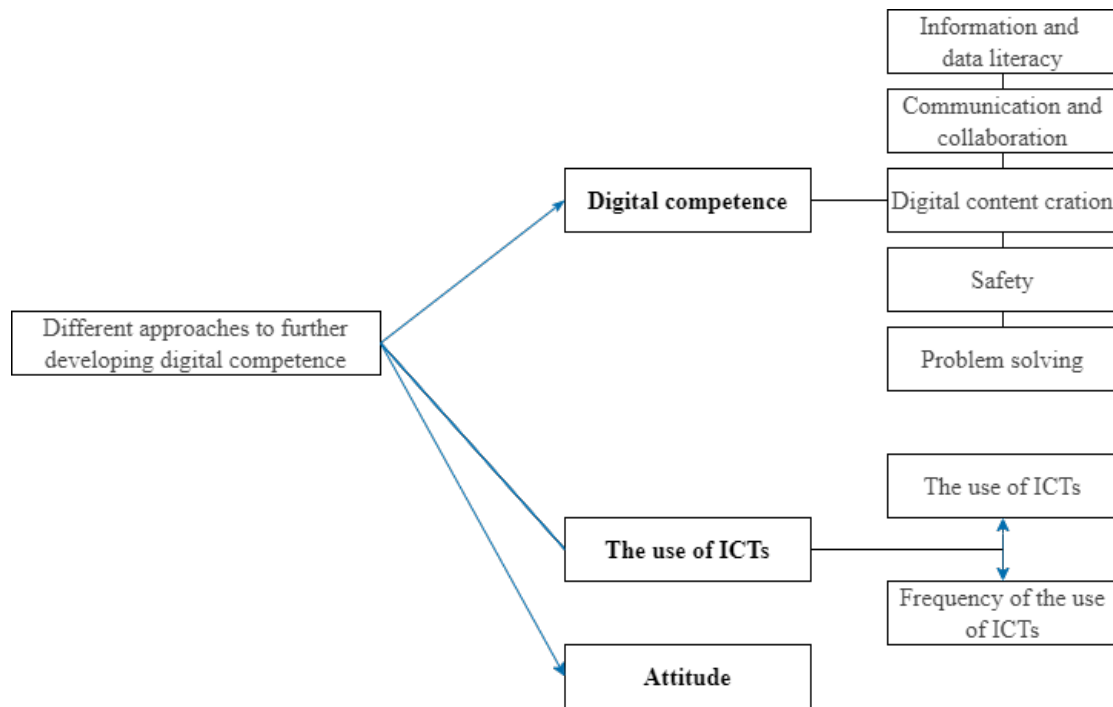 Information and
data literacy
Communication and
collaboration
Digital competence
Digital content cration
Safety
Different approaches to further
developing digital competence
Problem solving
The use of ICTs
The use of ICTs
Frequency of the use
of ICTs
Attitude